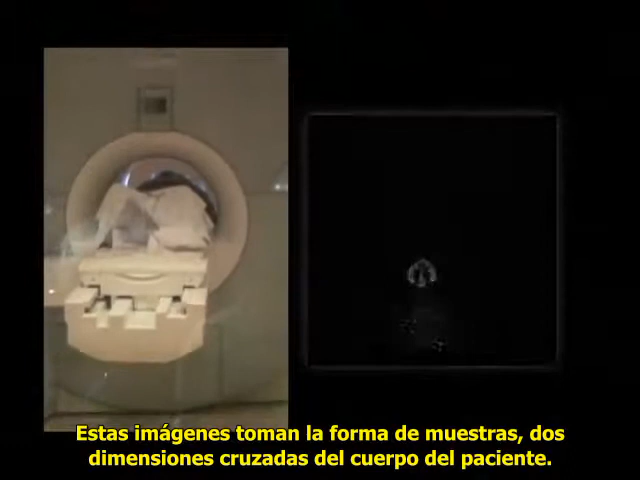 Estas imágenes toman la forma de muestras, dos
dimensiones cruzadas del cuerpo del paciente.